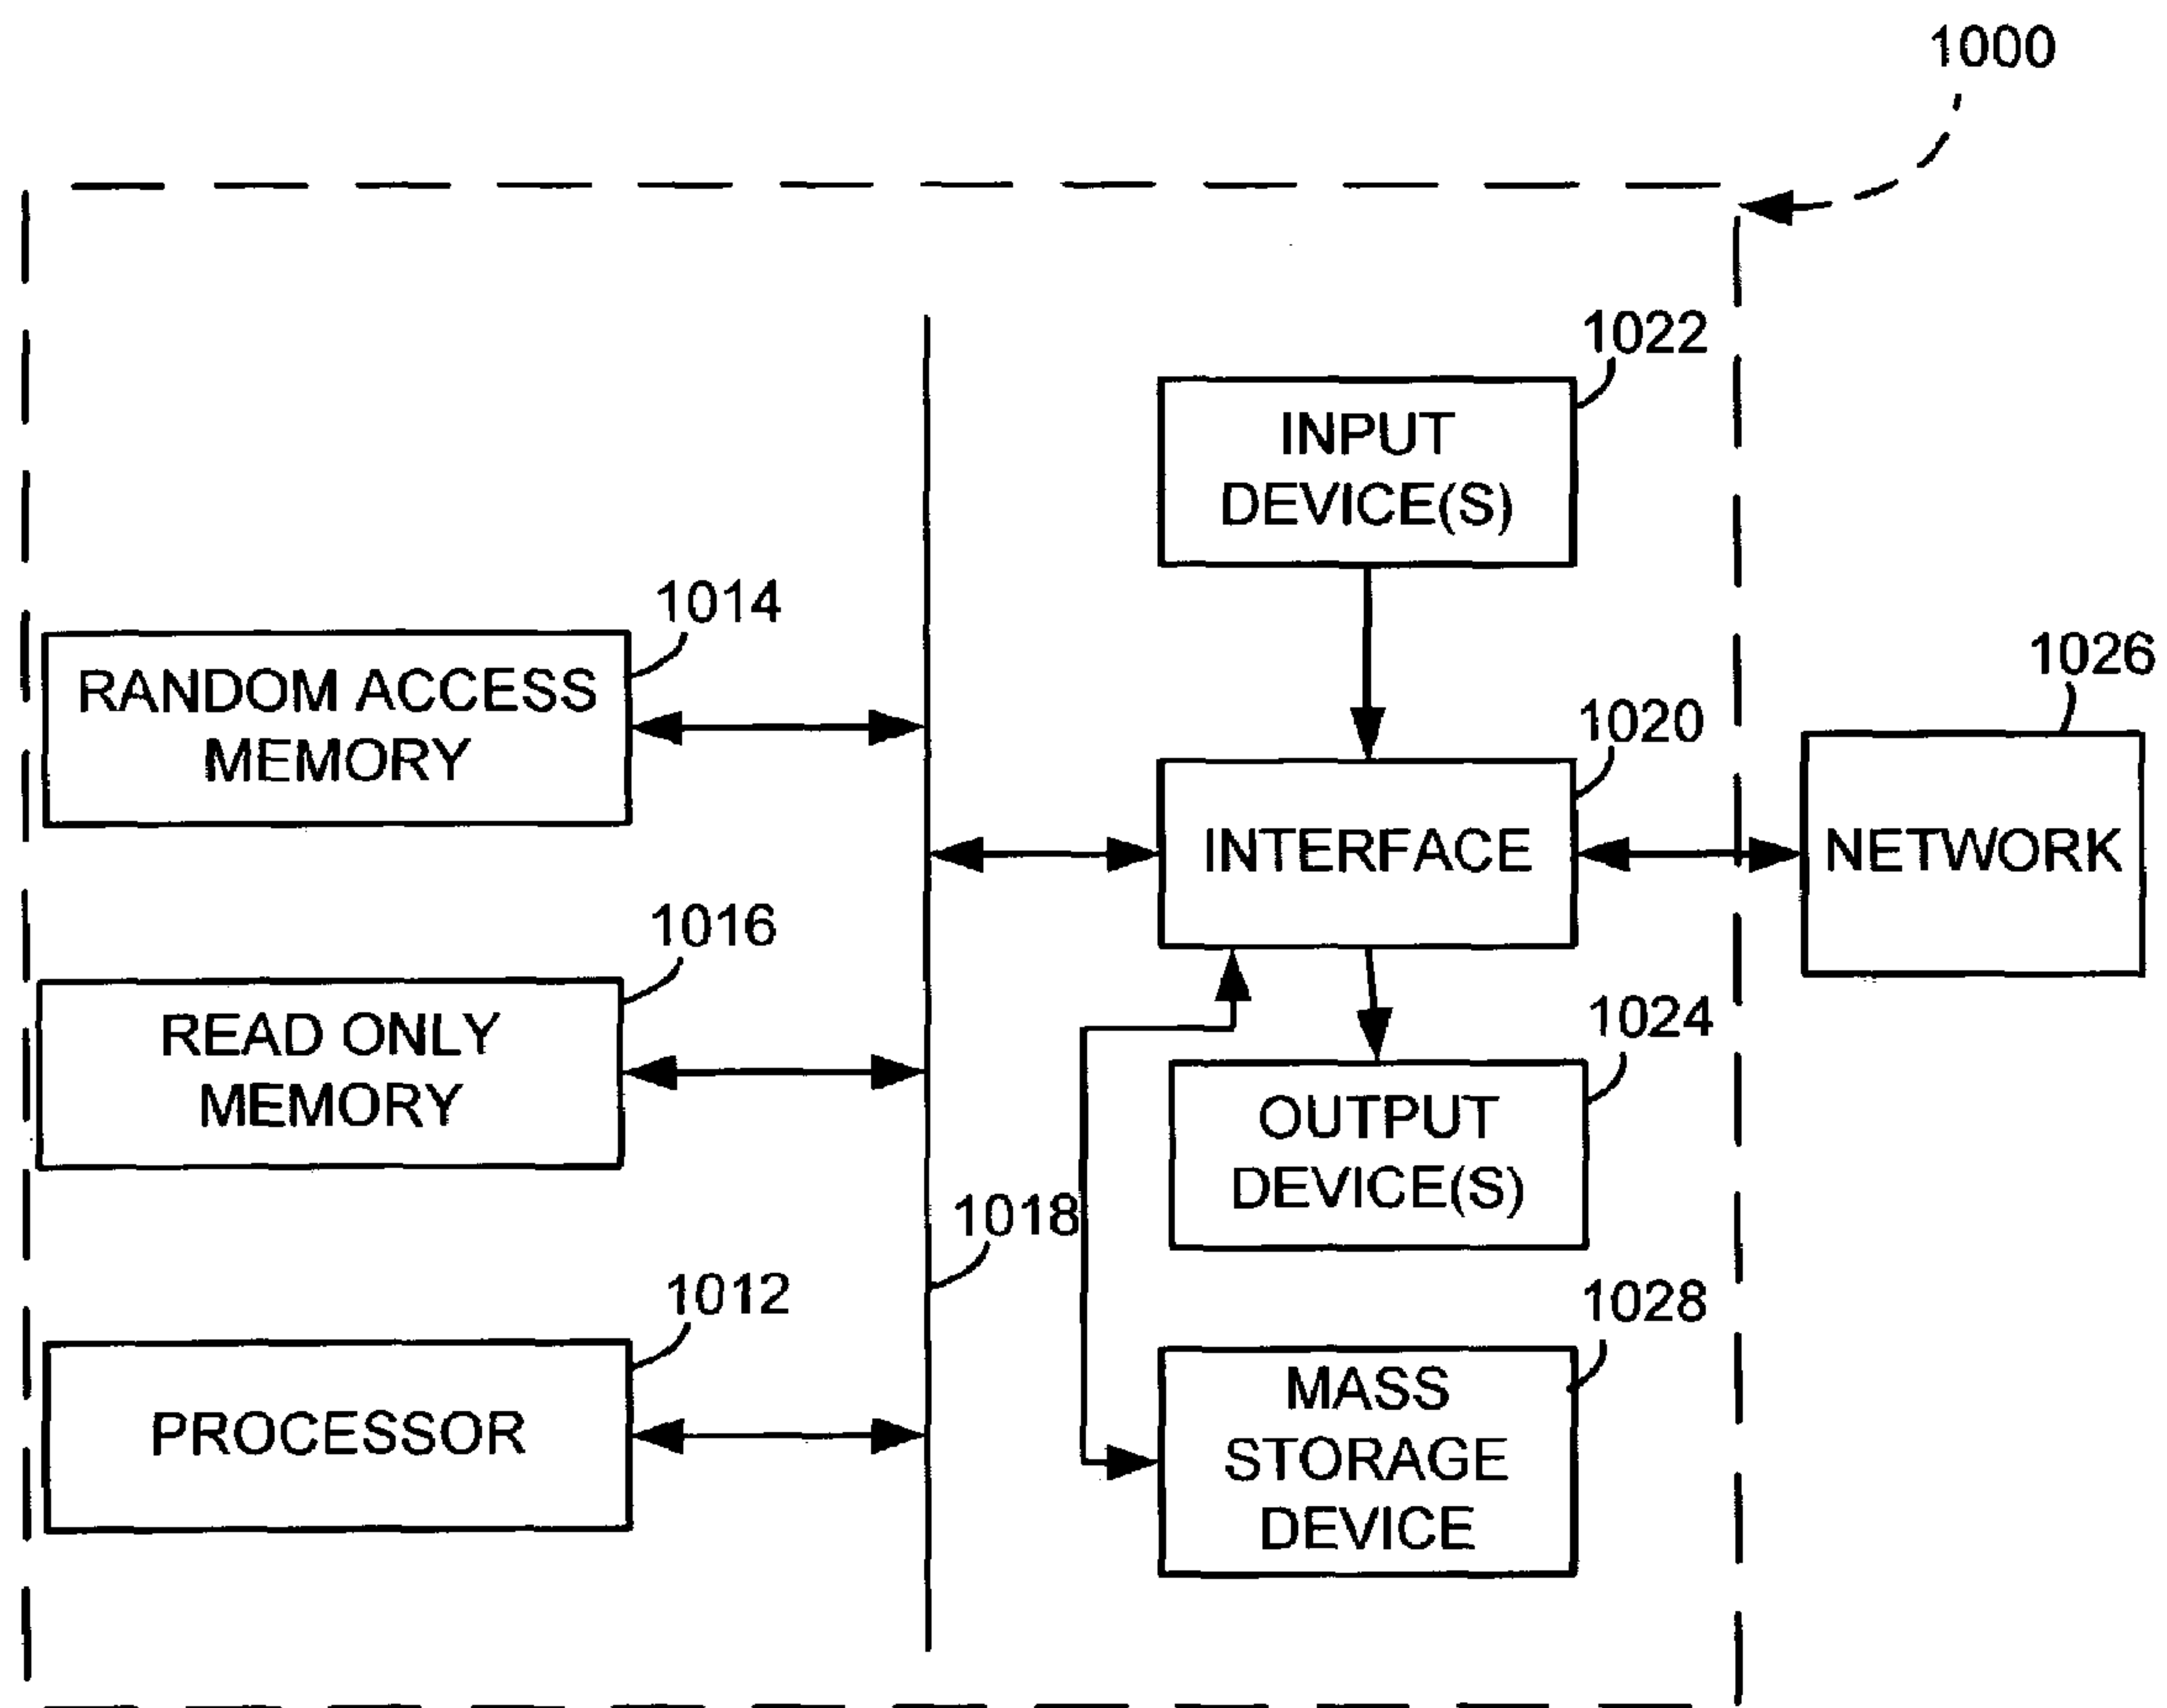 1000
1022
INPUT
DEVICE(S)
1014
RANDOM ACCESS
MEMORY
1026
1020
INTERFACE
NETWORK
1016
READ ONLY
MEMORY
1024
OUTPUT
DEVICE(S)
1018
1012
PROCESSOR
1028
MASS
STORAGE
DEVICE